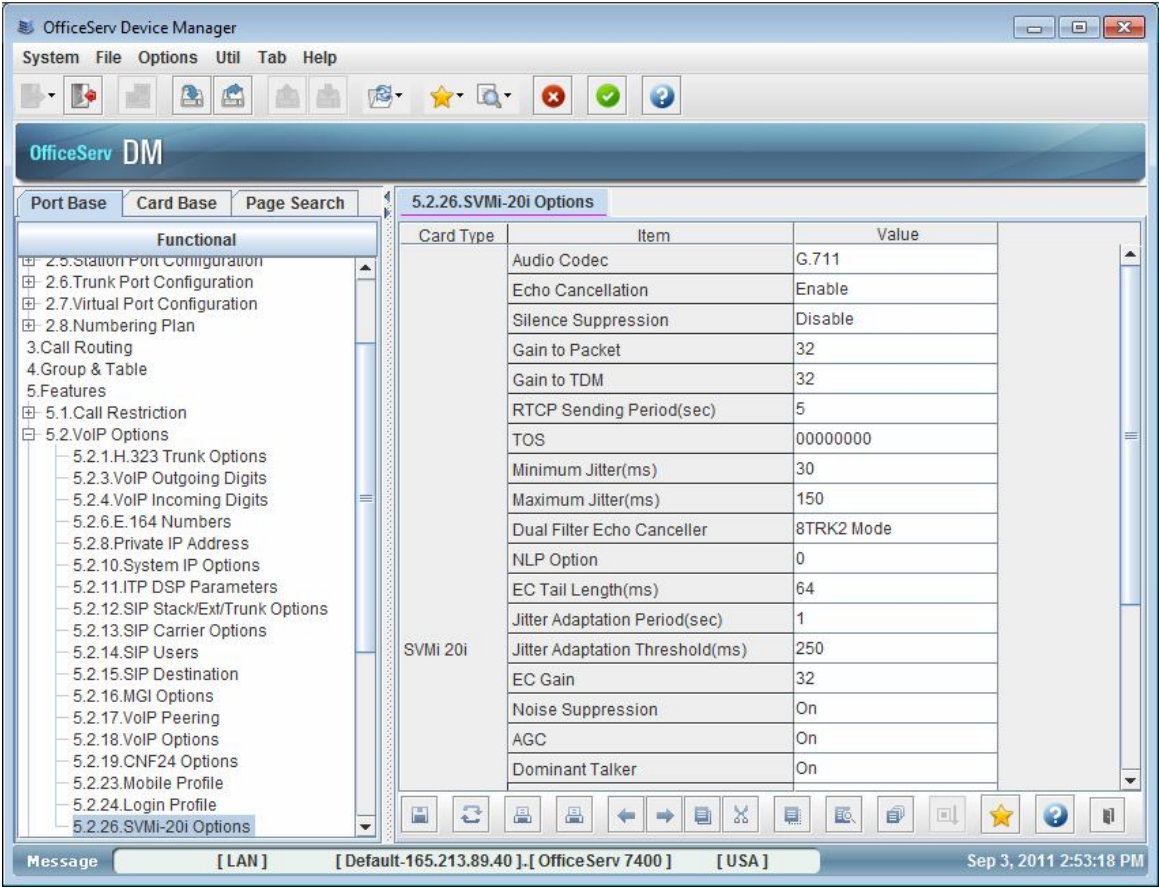 OfficeServ Device Manager
System File Options Util Tab Help
OfficeServ DM
Port Base Card Base Page Search
Functional
2.5.Station Port Configuration
2.6.Trunk Port Configuration
2.7.Virtual Port Configuration
2.8.Numbering Plan
3.Call Routing
4.Group & Table
5.Features
5.1.Call Restriction
5.2.VoIP Options
5.2.1.H.323 Trunk Options
5.2.3.VoIP Outgoing Digits
5.2.4.VoIP Incoming Digits
5.2.6.E.164 Numbers
5.2.8.Private IP Address
5.2.10.System IP Options
5.2.11.ITP DSP Parameters
5.2.12.SIP Stack/Ext/Trunk Options
5.2.13.SIP Carrier Options
5.2.14.SIP Users
5.2.15.SIP Destination
5.2.16.MGI Options
5.2.17.VoIP Peering
5.2.18.VoIP Options
5.2.19.CNF24 Options
5.2.23.Mobile Profile
5.2.24.Login Profile
5.2.26.SVMi-20i Options
5.2.26.SVMi-20i Options
Card Type Item Value
Audio Codec G.711
Echo Cancellation Enable
Silence Suppression Disable
Gain to Packet 32
Gain to TDM 32
RTCP Sending Period(sec) 5
TOS 00000000
Minimum Jitter(ms) 30
Maximum Jitter(ms) 150
Dual Filter Echo Canceller 8TRK2 Mode
NLP Option 0
EC Tail Length(ms) 64
Jitter Adaptation Period(sec) 1
SVMi 20i Jitter Adaptation Threshold(ms) 250
EC Gain 32
Noise Suppression On
AGC On
Dominant Talker On
Message [ LAN ] [ Default-165.213.89.40 ].[ OfficeServ 7400 ] [ USA ] Sep 3, 2011 2:53:18 PM